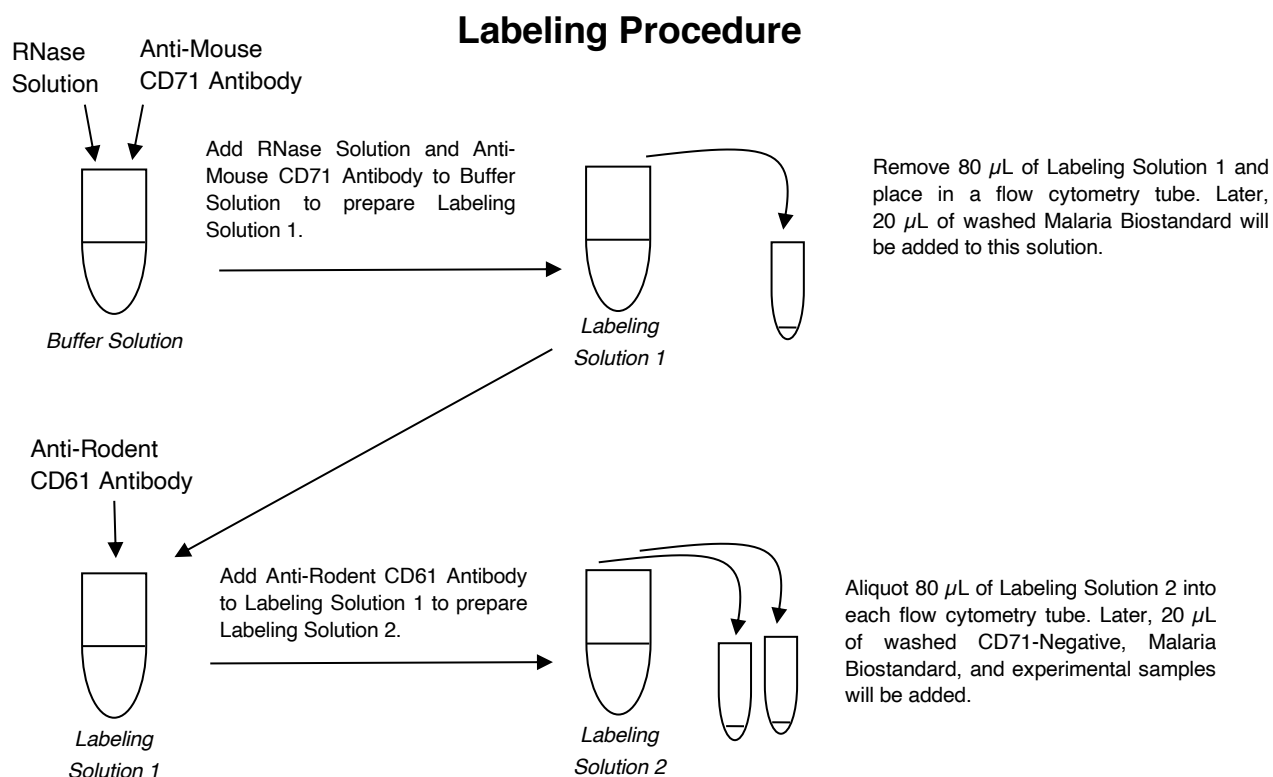 Labeling Procedure
RNase
Solution
Anti-Mouse
CD71 Antibody
Add RNase Solution and Anti-
Mouse CD71 Antibody to Buffer
Solution to prepare Labeling
Solution 1.
Remove 80 µL of Labeling Solution 1 and
place in a flow cytometry tube. Later,
20 µL of washed Malaria Biostandard will
be added to this solution.
Buffer Solution
Labeling
Solution 1
Anti-Rodent
CD61 Antibody
Add Anti-Rodent CD61 Antibody
to Labeling Solution 1 to prepare
Labeling Solution 2.
Aliquot 80 µL of Labeling Solution 2 into
each flow cytometry tube. Later, 20 µL
of washed CD71-Negative, Malaria
Biostandard, and experimental samples
will be added.
Labeling
Solution 1
Labeling
Solution 2